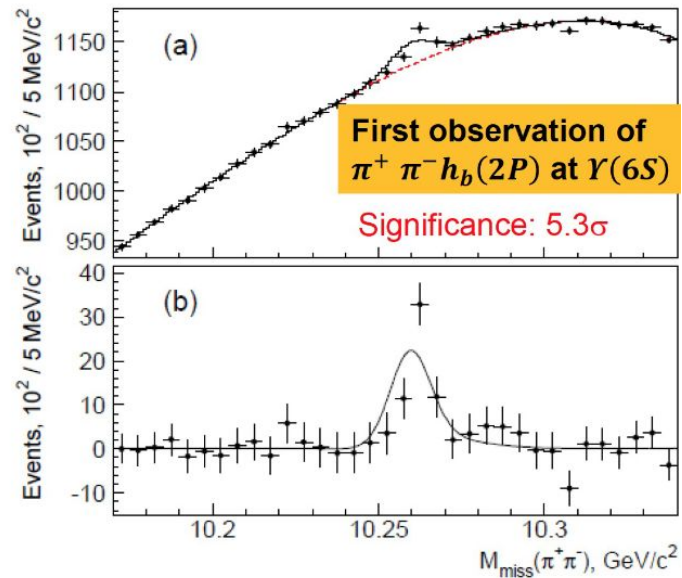 Events, 10² / 5 MeV/c²
1150
1100
1050
1000
950
(a)
First observation of
π⁺ π⁻h_b(2P) at ϒ(6S)
Significance: 5.3σ
Events, 10² / 5 MeV/c²
40
30
20
10
0
-10
(b)
10.2
10.25
10.3
M_miss(π⁺π⁻), GeV/c²